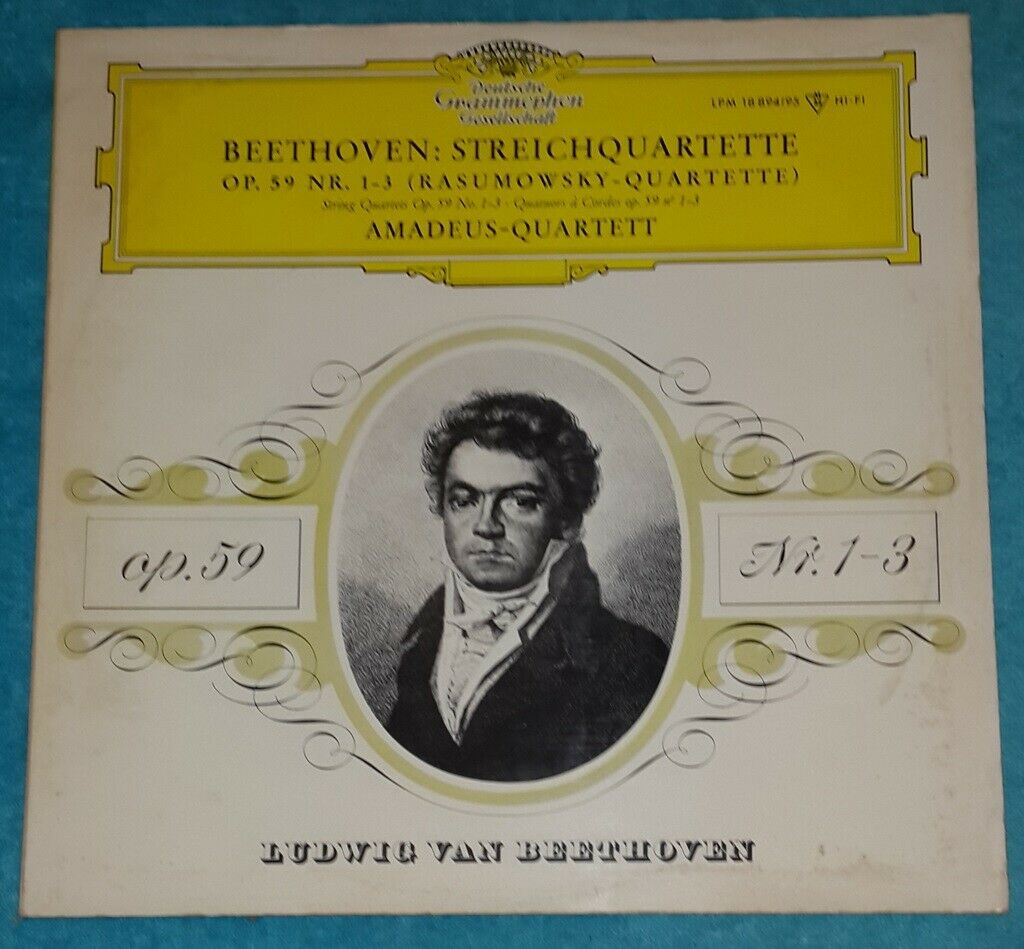 Deutsche
Grammophon
Gesellschaft
LPM 18 894/95 HI-FI
BEETHOVEN: STREICHQUARTETTE
OP. 59 NR. 1-3 (RASUMOWSKY-QUARTETTE)
String Quartets Op. 59 No. 1-3 · Quatuors à Cordes op. 59 nº 1-3
AMADEUS-QUARTETT
op. 59
Nr. 1-3
LUDWIG VAN BEETHOVEN